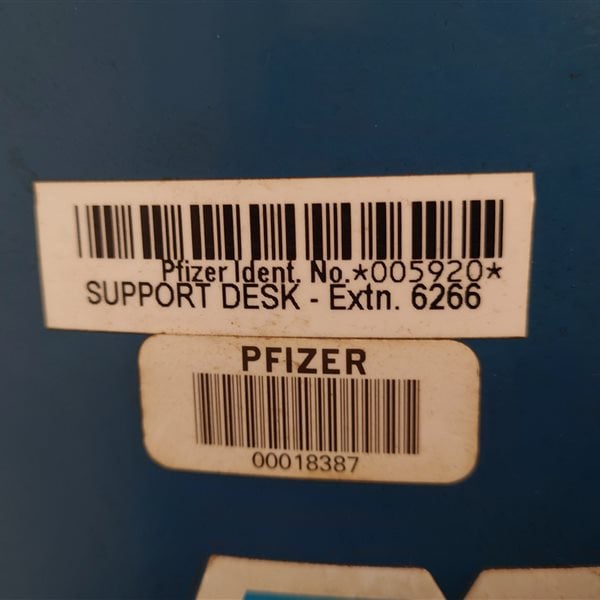 Pfizer Ident. No.*005920*
SUPPORT DESK - Extn. 6266
PFIZER
00018387